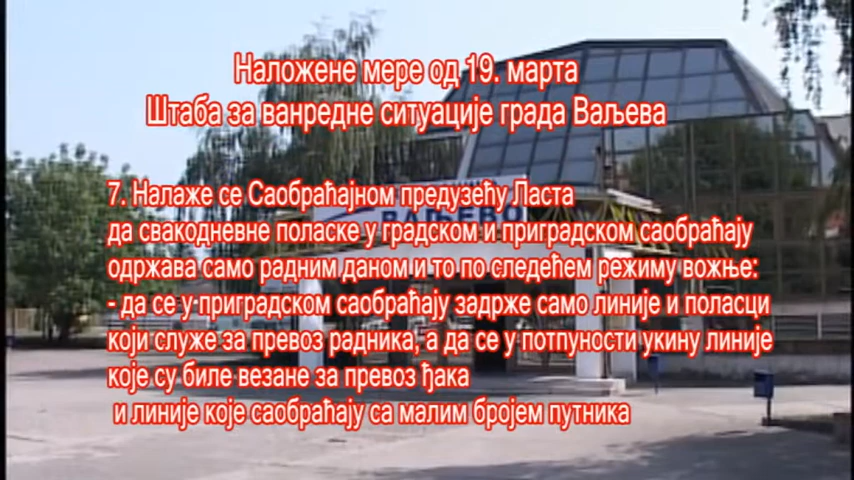 Наложене мере од 19. марта
Штаба за ванредне ситуације града Ваљева
7. Налаже се Саобраћајном предузећу Ласта
ВАЉЕВО
да свакодневне поласке у градском и приградском саобраћају
одржава само радним даном и то по следећем режиму вожње:
- да се у приградском саобраћају задрже само линије и поласци
који служе за превоз радника, а да се у потпуности укину линије
које су биле везане за превоз ђака
и линије које саобраћају са малим бројем путника